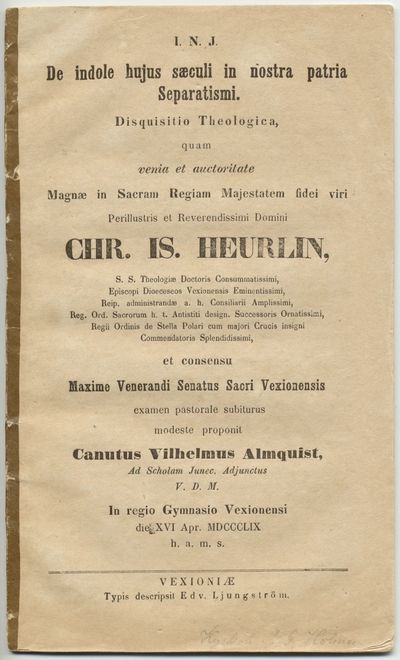 I. N. J.
De indole hujus sæculi in nostra patria
Separatismi.
Disquisitio Theologica,
quam
venia et auctoritate
Magnæ in Sacram Regiam Majestatem fidei viri
Perillustris et Reverendissimi Domini
CHR. IS. HEURLIN,
S. S. Theologiæ Doctoris Consummatissimi,
Episcopi Dioeceseos Vexionensis Eminentissimi,
Reip. administrandæ a. h. Consiliarii Amplissimi,
Reg. Ord. Sacrorum h. t. Antistiti design. Successoris Ornatissimi,
Regii Ordinis de Stella Polari cum majori Crucis insigni
Commendatoris Splendidissimi,
et consensu
Maxime Venerandi Senatus Sacri Vexionensis
examen pastorale subiturus
modeste proponit
Canutus Vilhelmus Almquist,
Ad Scholam Junec. Adjunctus
V. D. M.
In regio Gymnasio Vexionensi
die XVI Apr. MDCCCLIX
h. a. m. s.
VEXIONIÆ
Typis descripsit Edv. Ljungström.